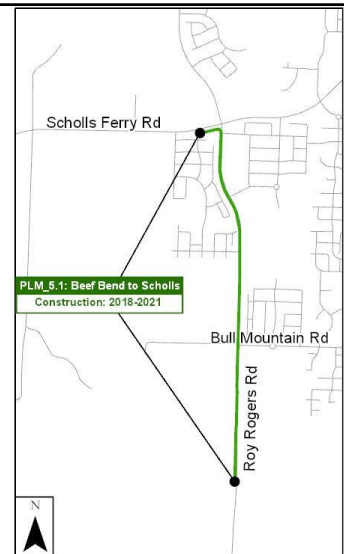 Scholls Ferry Rd
PLM_5.1: Beef Bend to Scholls
Construction: 2018-2021
Bull Mountain Rd
Roy Rogers Rd
N